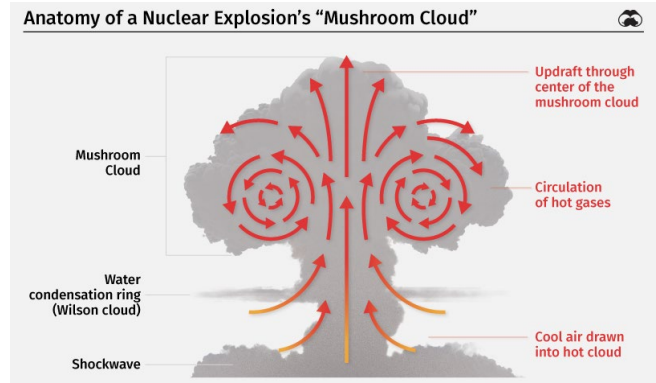 Anatomy of a Nuclear Explosion’s “Mushroom Cloud”
Updraft through
center of the
mushroom cloud
Mushroom
Cloud
Circulation
of hot gases
Water
condensation ring
(Wilson cloud)
Cool air drawn
into hot cloud
Shockwave